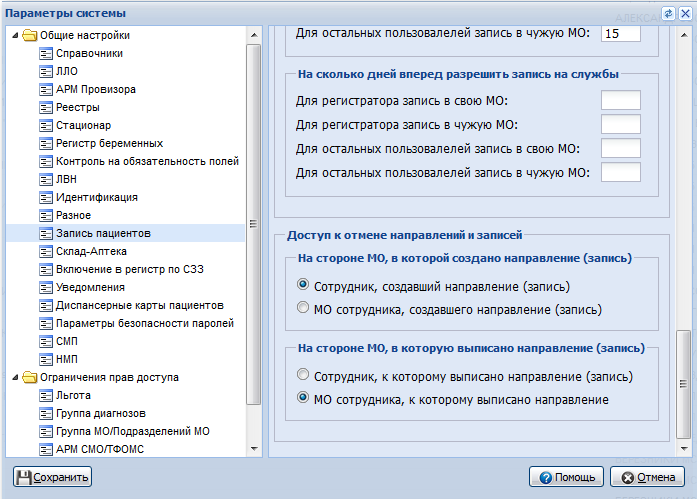 Параметры системы
Общие настройки
Справочники
ЛЛО
АРМ Провизора
Реестры
Стационар
Регистр беременных
Контроль на обязательность полей
ЛВН
Идентификация
Разное
Запись пациентов
Склад-Аптека
Включение в регистр по СЗЗ
Уведомления
Диспансерные карты пациентов
Параметры безопасности паролей
СМП
НМП
Ограничения прав доступа
Льгота
Группа диагнозов
Группа МО/Подразделений МО
АРМ СМО/ТФОМС
Для остальных пользовалелей запись в чужую МО: 15
На сколько дней вперед разрешить запись на службы
Для регистратора запись в свою МО:
Для регистратора запись в чужую МО:
Для остальных пользовалелей запись в свою МО:
Для остальных пользовалелей запись в чужую МО:
Доступ к отмене направлений и записей
На стороне МО, в которой создано направление (запись)
Сотрудник, создавший направление (запись)
МО сотрудника, создавшего направление (запись)
На стороне МО, в которую выписано направление (запись)
Сотрудник, к которому выписано направление (запись)
МО сотрудника, к которому выписано направление
Сохранить
Помощь
Отмена